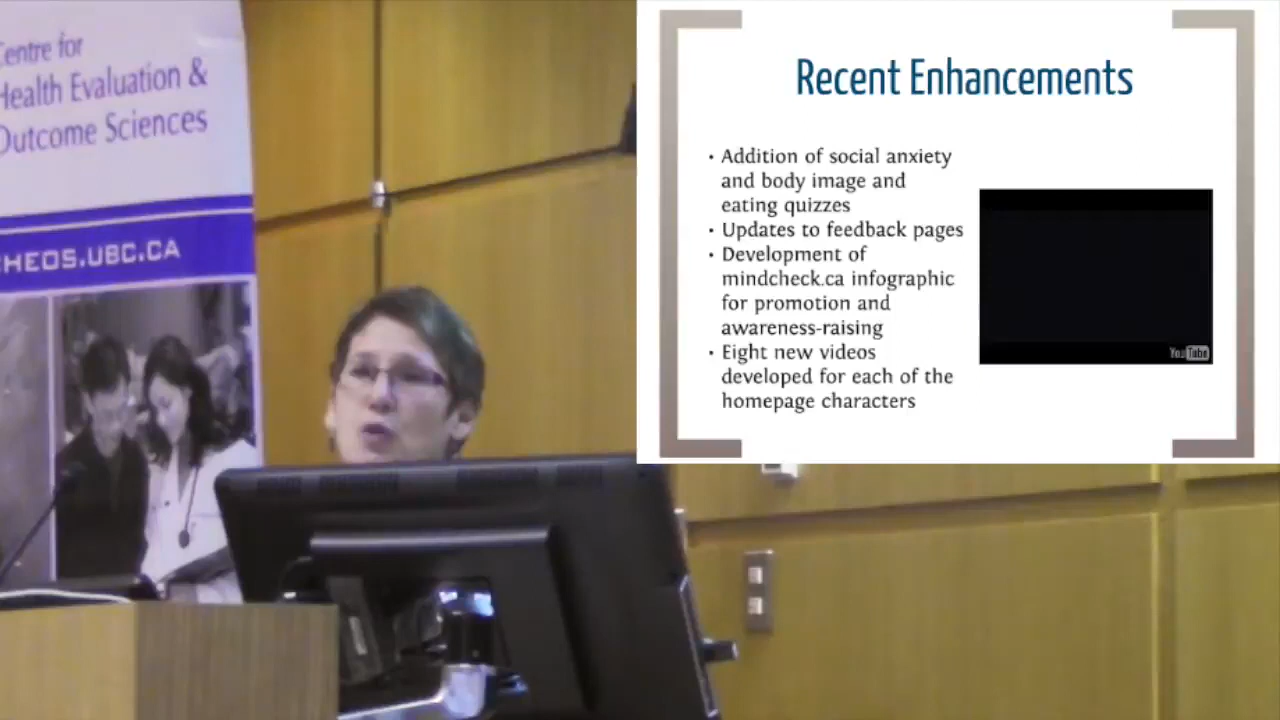 Centre for
Health Evaluation &
Outcome Sciences
CHEOS.UBC.CA
Recent Enhancements
• Addition of social anxiety
and body image and
eating quizzes
• Updates to feedback pages
• Development of
mindcheck.ca infographic
for promotion and
awareness-raising
• Eight new videos
developed for each of the
homepage characters
YouTube